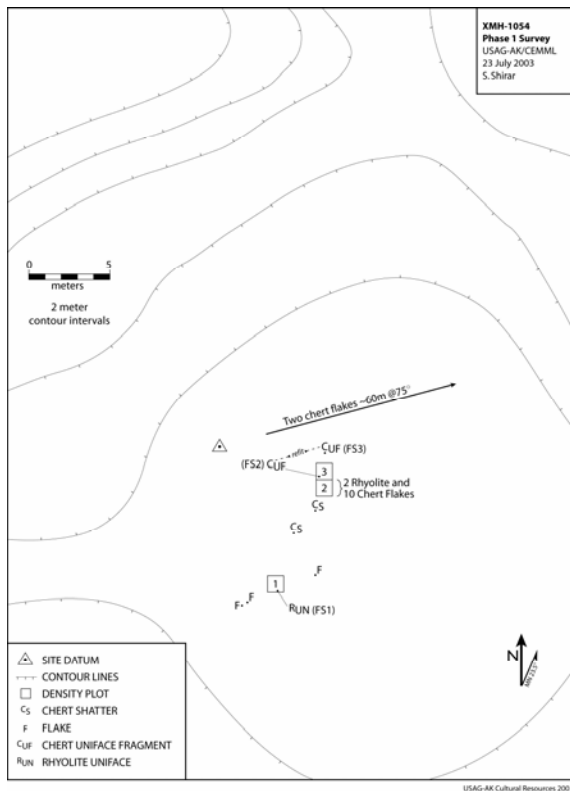 XMH-1054
Phase 1 Survey
USAG-AK/CEMML
23 July 2003
S. Shirar
0 5
meters
2 meter
contour intervals
Two chert flakes ~60m @75°
CUF (FS3)
refit
(FS2) CUF
3
2
2 Rhyolite and
10 Chert Flakes
CS
CS
F
1
F
F
RUN (FS1)
N
MN 23.5°
SITE DATUM
CONTOUR LINES
DENSITY PLOT
CS CHERT SHATTER
F FLAKE
CUF CHERT UNIFACE FRAGMENT
RUN RHYOLITE UNIFACE
USAG-AK Cultural Resources